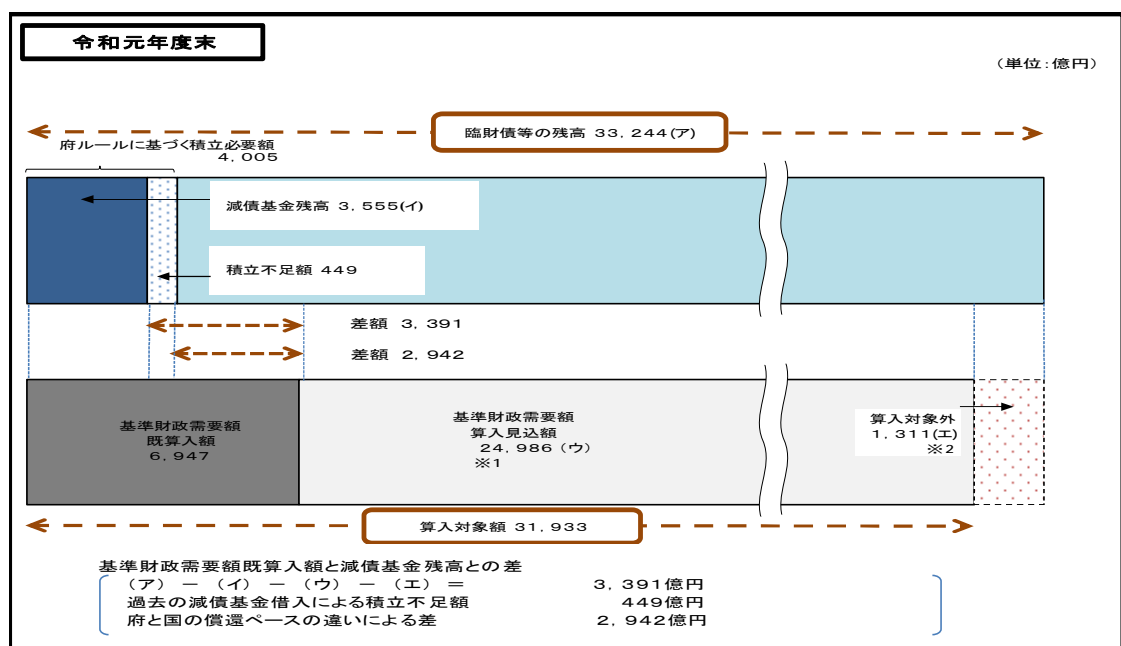 令和元年度末
（単位：億円）
臨財債等の残高 33，244(ア)
府ルールに基づく積立必要額
4，005
減債基金残高 3，555(イ)
積立不足額 449
差額 3，391
差額 2，942
基準財政需要額
既算入額
6，947
基準財政需要額
算入見込額
24，986（ウ）
※1
算入対象外
1，311(エ)
※2
算入対象額 31，933
基準財政需要額既算入額と減債基金残高との差
（ア） － （イ） － （ウ） － （エ） ＝ 3，391億円
過去の減債基金借入による積立不足額 449億円
府と国の償還ペースの違いによる差 2，942億円